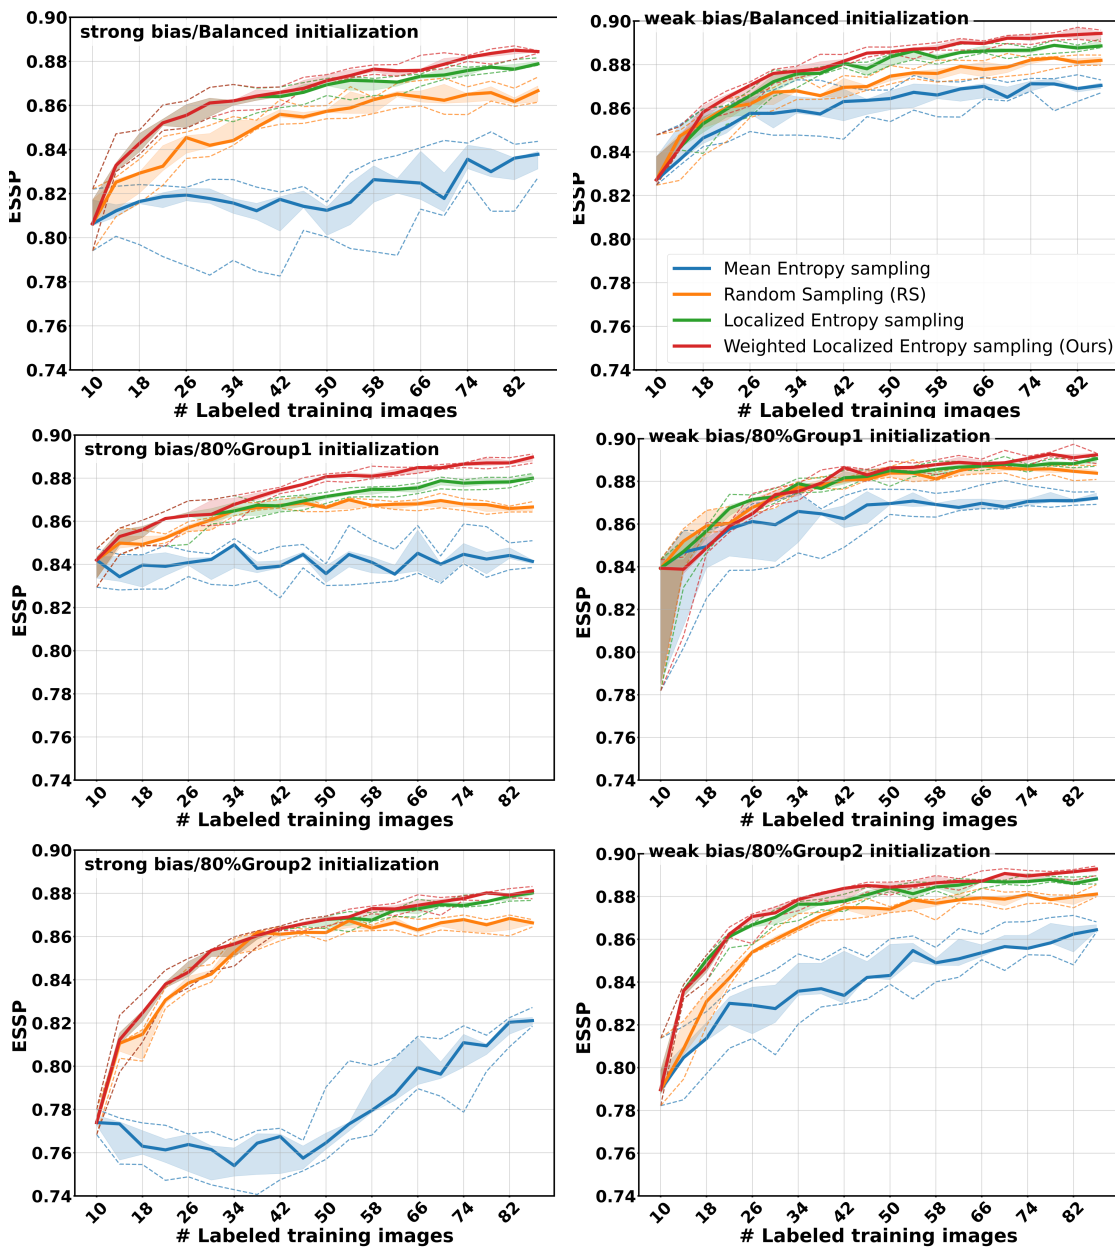 strong bias/Balanced initialization
0.90
0.88
0.86
0.84
0.82
0.80
0.78
0.76
0.74
ESSP
10 18 26 34 42 50 58 66 74 82
# Labeled training images
weak bias/Balanced initialization
0.90
0.88
0.86
0.84
0.82
0.80
0.78
0.76
0.74
ESSP
Mean Entropy sampling
Random Sampling (RS)
Localized Entropy sampling
Weighted Localized Entropy sampling (Ours)
10 18 26 34 42 50 58 66 74 82
# Labeled training images
strong bias/80%Group1 initialization
0.90
0.88
0.86
0.84
0.82
0.80
0.78
0.76
0.74
ESSP
10 18 26 34 42 50 58 66 74 82
# Labeled training images
weak bias/80%Group1 initialization
0.90
0.88
0.86
0.84
0.82
0.80
0.78
0.76
0.74
ESSP
10 18 26 34 42 50 58 66 74 82
# Labeled training images
strong bias/80%Group2 initialization
0.90
0.88
0.86
0.84
0.82
0.80
0.78
0.76
0.74
ESSP
10 18 26 34 42 50 58 66 74 82
# Labeled training images
weak bias/80%Group2 initialization
0.90
0.88
0.86
0.84
0.82
0.80
0.78
0.76
0.74
ESSP
10 18 26 34 42 50 58 66 74 82
# Labeled training images